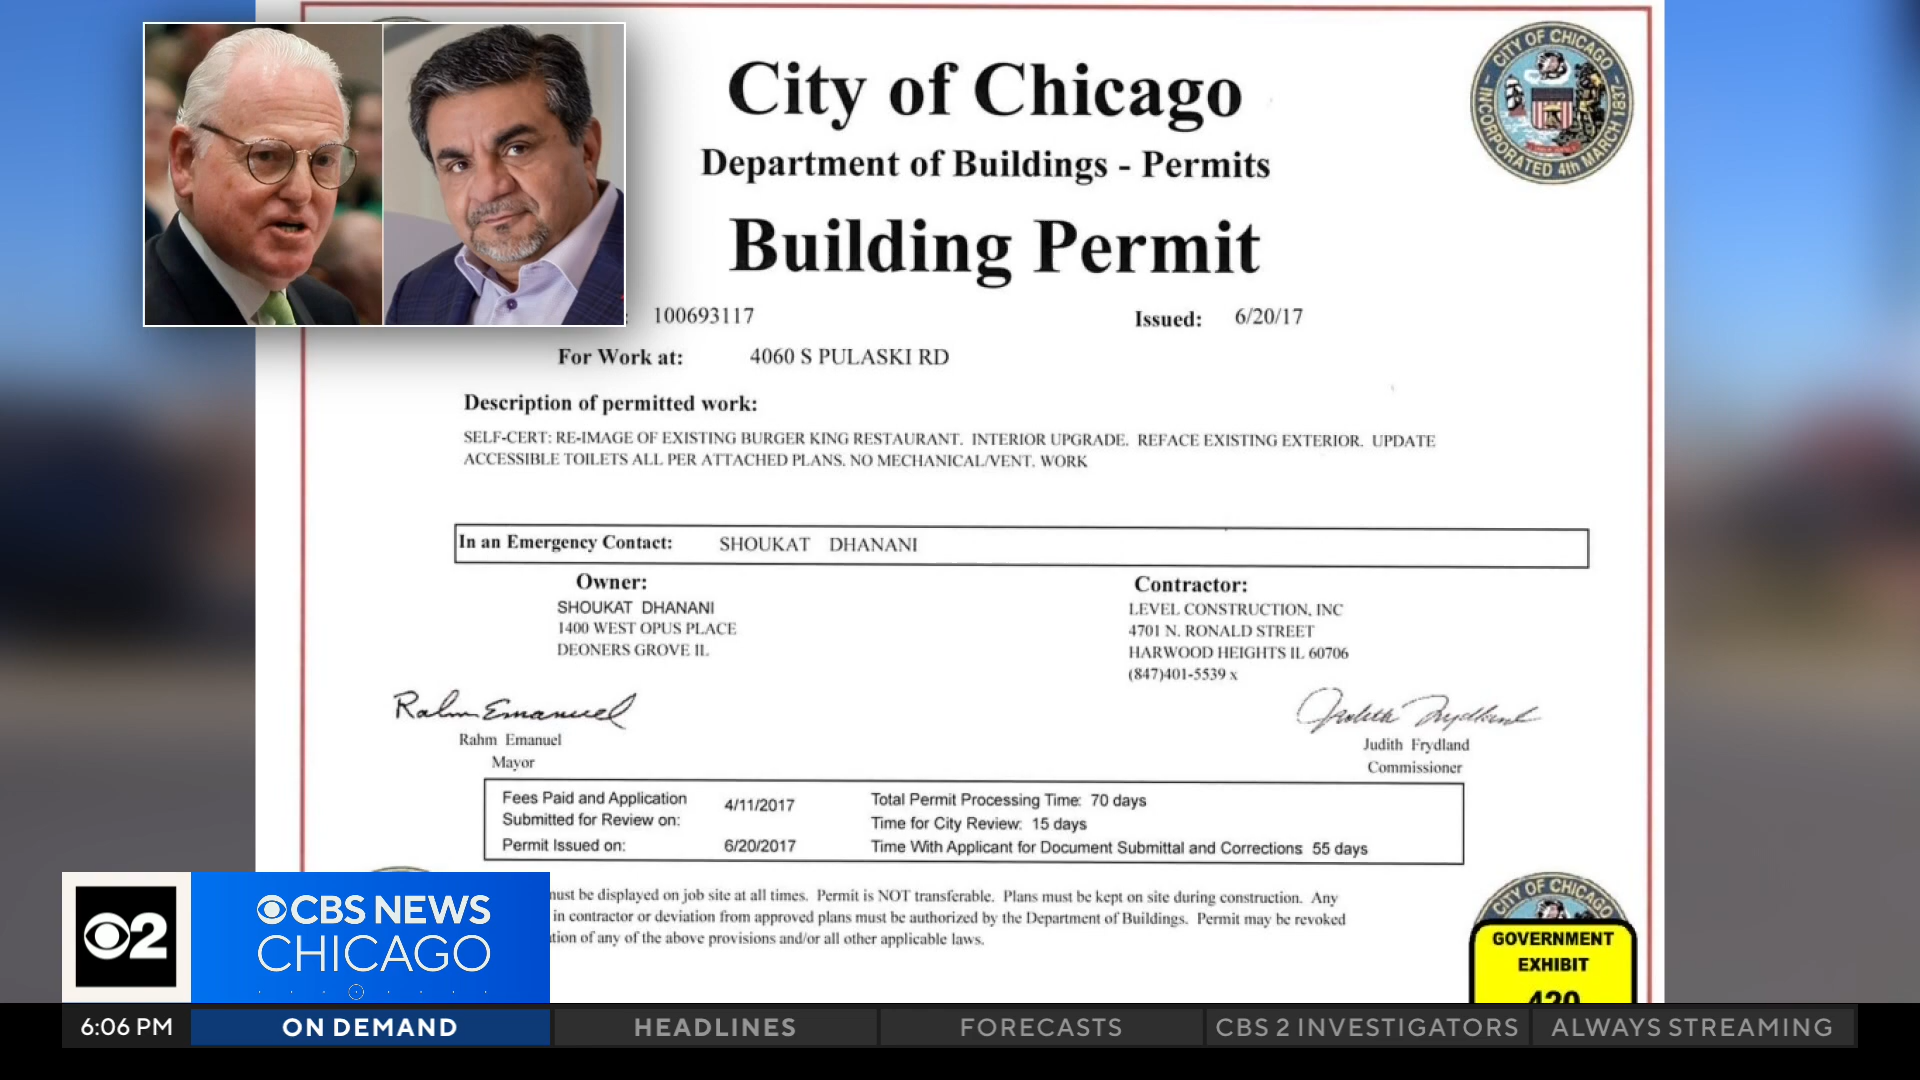 City of Chicago
Department of Buildings - Permits
Building Permit
CITY OF CHICAGO
INCORPORATED 4th MARCH 1837
: 100693117
Issued: 6/20/17
For Work at: 4060 S PULASKI RD
Description of permitted work:
SELF-CERT: RE-IMAGE OF EXISTING BURGER KING RESTAURANT. INTERIOR UPGRADE. REFACE EXISTING EXTERIOR. UPDATE
ACCESSIBLE TOILETS ALL PER ATTACHED PLANS. NO MECHANICAL/VENT. WORK
In an Emergency Contact: SHOUKAT DHANANI
Owner:
SHOUKAT DHANANI
1400 WEST OPUS PLACE
DEONERS GROVE IL
Contractor:
LEVEL CONSTRUCTION, INC
4701 N. RONALD STREET
HARWOOD HEIGHTS IL 60706
(847)401-5539 x
Rahm Emanuel
Rahm Emanuel
Mayor
Judith Frydland
Judith Frydland
Commissioner
Fees Paid and Application
Submitted for Review on: 4/11/2017
Permit Issued on: 6/20/2017
Total Permit Processing Time: 70 days
Time for City Review: 15 days
Time With Applicant for Document Submittal and Corrections 55 days
must be displayed on job site at all times. Permit is NOT transferable. Plans must be kept on site during construction. Any
in contractor or deviation from approved plans must be authorized by the Department of Buildings. Permit may be revoked
tion of any of the above provisions and/or all other applicable laws.
CITY OF CHICAGO
GOVERNMENT
EXHIBIT
420
2
CBS NEWS
CHICAGO
6:06 PM
ON DEMAND
HEADLINES
FORECASTS
CBS 2 INVESTIGATORS
ALWAYS STREAMING